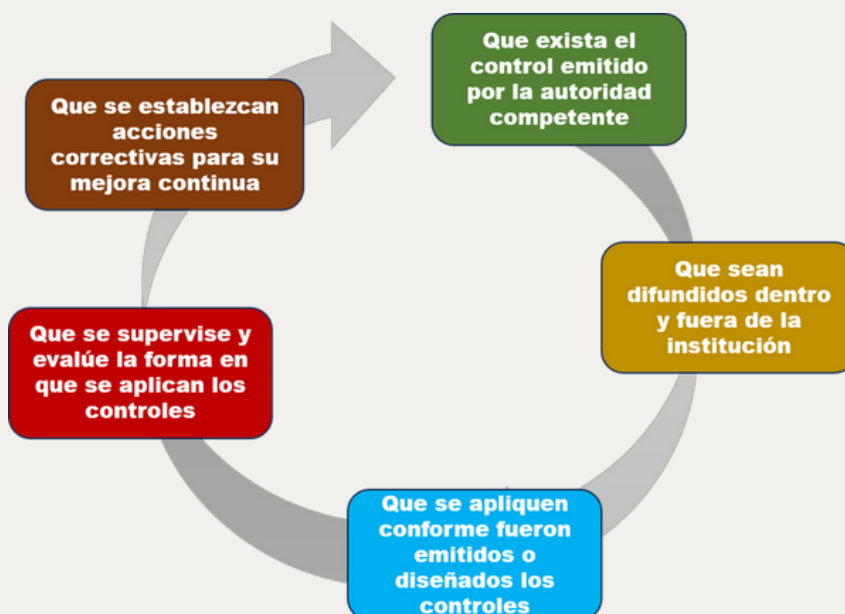 Que exista el
control emitido
por la autoridad
competente
Que sean
difundidos dentro
y fuera de la
institución
Que se apliquen
conforme fueron
emitidos o
diseñados los
controles
Que se supervise y
evalúe la forma en
que se aplican los
controles
Que se establezcan
acciones
correctivas para su
mejora continua